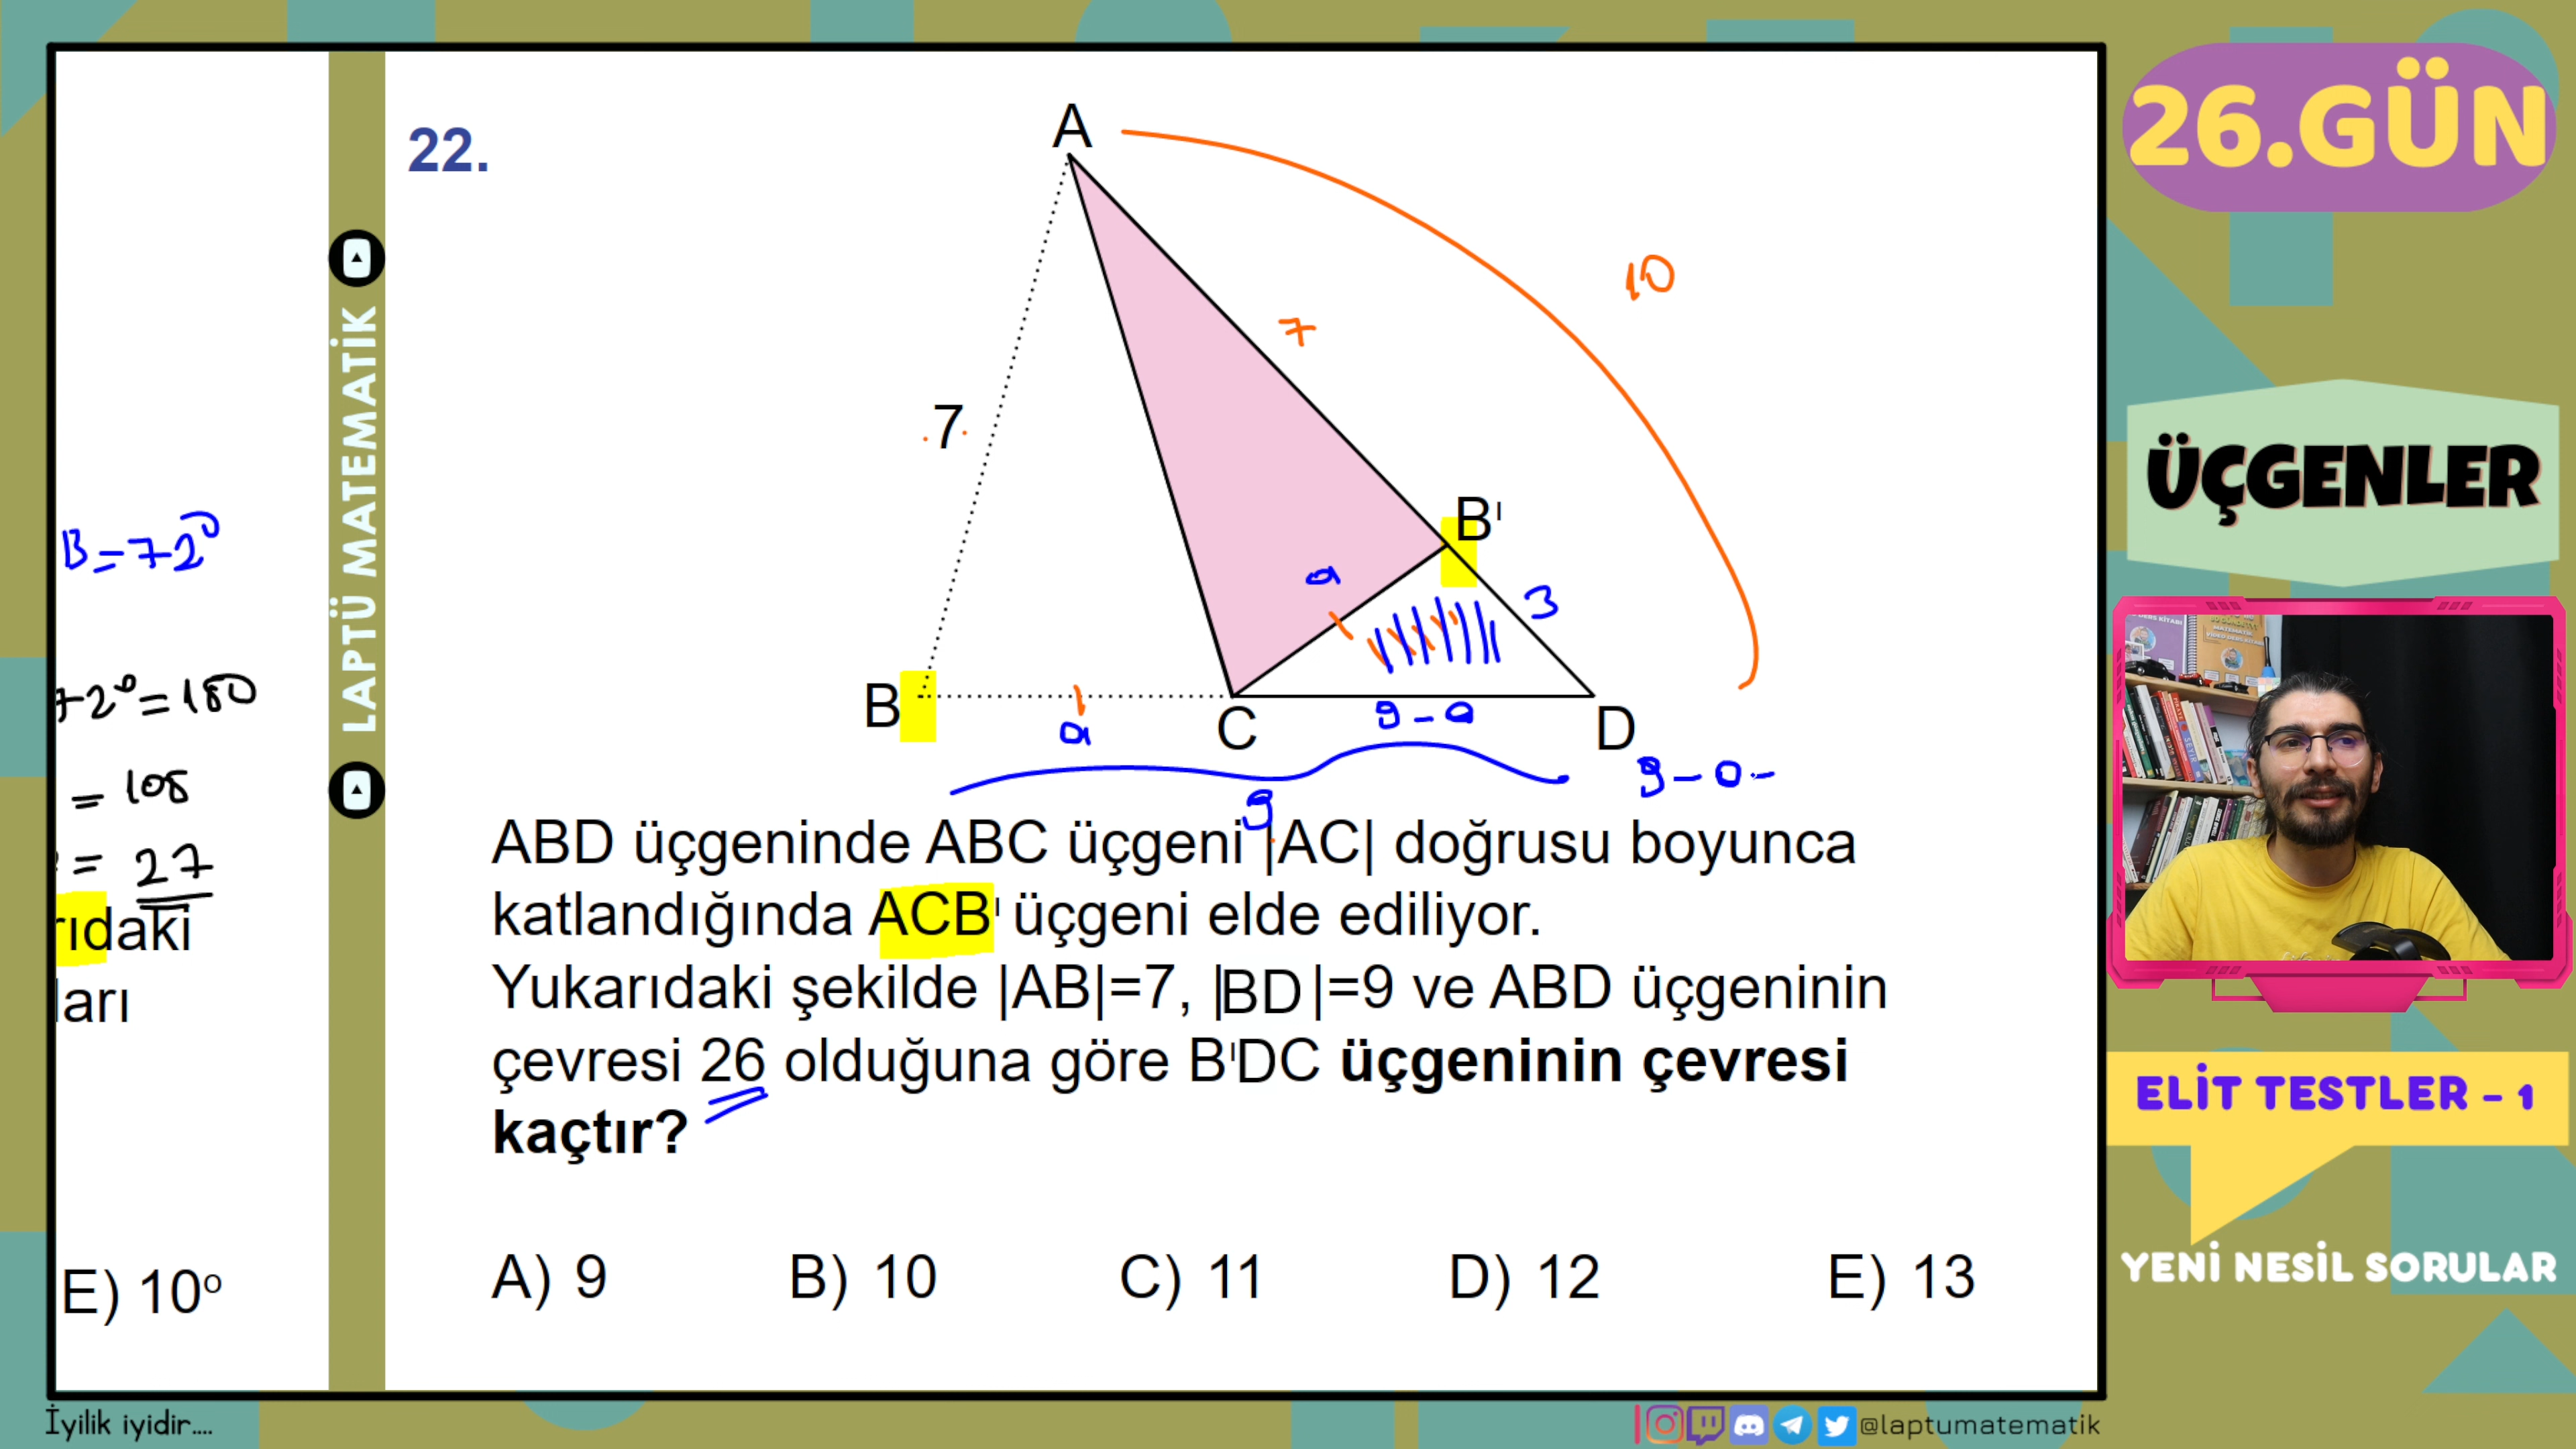 26.GÜN
ÜÇGENLER
ELİT TESTLER - 1
YENİ NESİL SORULAR
LAPTÜ MATEMATİK
B=72°
72°=180
= 108
= 27
rıdaki
ları
E) 10º
22.
A
10
7
7
B'
a
3
B
a
C
9-a
D
9-a-
9
ABD üçgeninde ABC üçgeni |AC| doğrusu boyunca
katlandığında ACB' üçgeni elde ediliyor.
Yukarıdaki şekilde |AB|=7, |BD|=9 ve ABD üçgeninin
çevresi 26 olduğuna göre B'DC üçgeninin çevresi
kaçtır?
A) 9 B) 10 C) 11 D) 12 E) 13
İyilik iyidir....
@laptumatematik